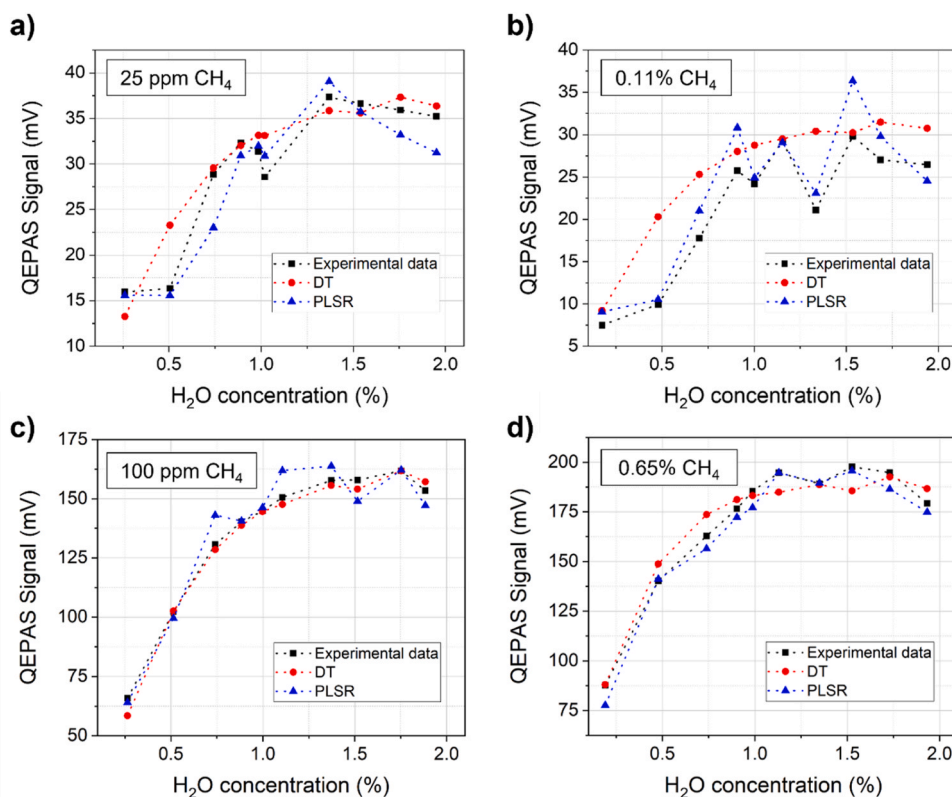 a)
25 ppm CH₄
QEPAS Signal (mV)
40
35
30
25
20
15
10
0.5
1.0
1.5
2.0
H₂O concentration (%)
Experimental data
DT
PLSR
b)
0.11% CH₄
QEPAS Signal (mV)
40
35
30
25
20
15
10
5
0.5
1.0
1.5
2.0
H₂O concentration (%)
Experimental data
DT
PLSR
c)
100 ppm CH₄
QEPAS Signal (mV)
175
150
125
100
75
50
0.5
1.0
1.5
2.0
H₂O concentration (%)
Experimental data
DT
PLSR
d)
0.65% CH₄
QEPAS Signal (mV)
200
175
150
125
100
75
0.5
1.0
1.5
2.0
H₂O concentration (%)
Experimental data
DT
PLSR